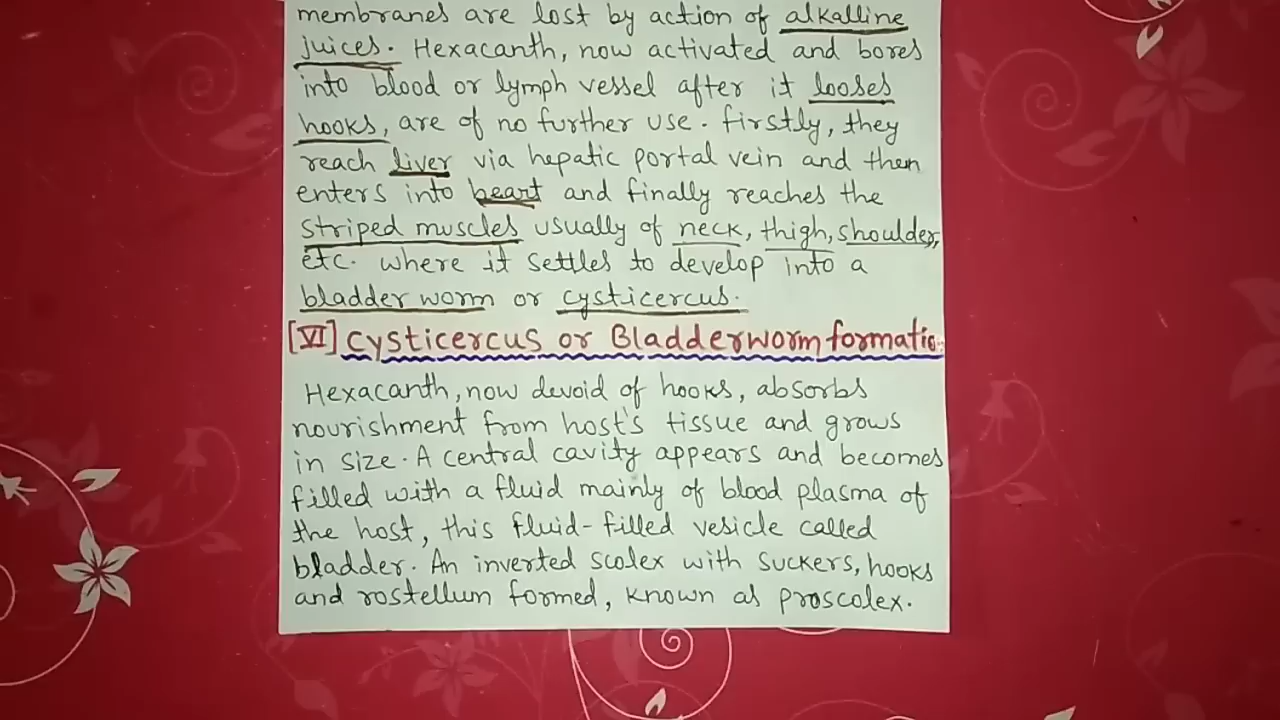 membranes are lost by action of alkalline
juices. Hexacanth, now activated and bores
into blood or lymph vessel after it looses
hooks, are of no further use. Firstly, they
reach liver via hepatic portal vein and then
enters into heart and finally reaches the
striped muscles usually of neck, thigh, shoulder,
etc. where it settles to develop into a
bladder worm or cysticercus.
[VI] Cysticercus or Bladderworm formatio
Hexacanth, now devoid of hooks, absorbs
nourishment from host's tissue and grows
in size. A central cavity appears and becomes
filled with a fluid mainly of blood plasma of
the host, this fluid-filled vesicle called
bladder. An inverted scolex with suckers, hooks
and rostellum formed, known as proscolex.